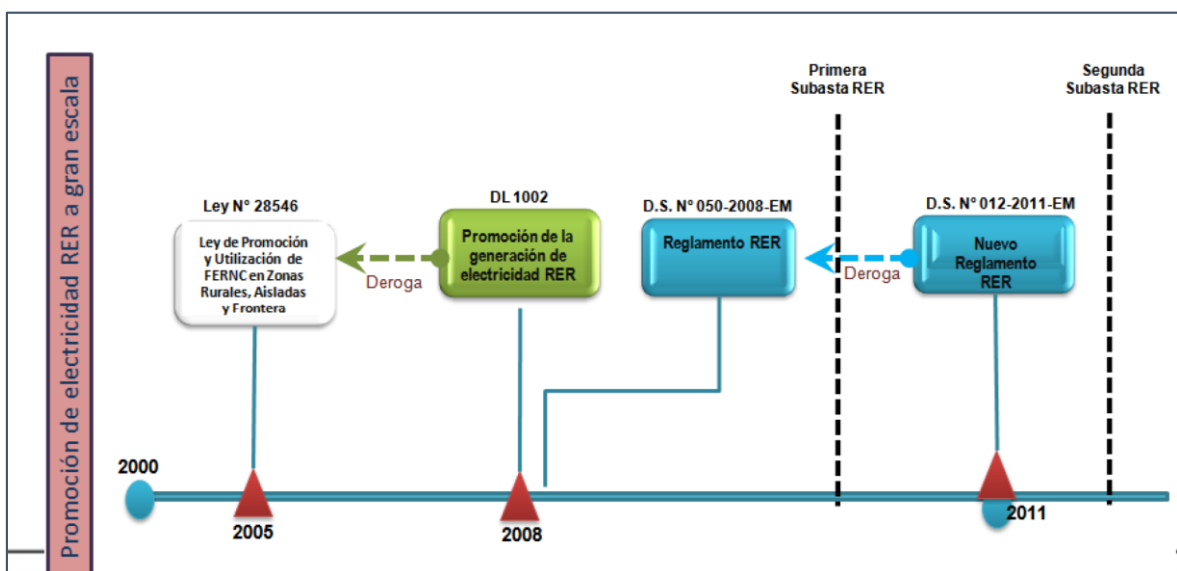 Promoción de electricidad RER a gran escala
Primera
Subasta RER
Segunda
Subasta RER
Ley N° 28546
Ley de Promoción
y Utilización de
FERNC en Zonas
Rurales, Aisladas
y Frontera
Deroga
DL 1002
Promoción de la
generación de
electricidad RER
D.S. N° 050-2008-EM
Reglamento RER
Deroga
D.S. N° 012-2011-EM
Nuevo
Reglamento
RER
2000
2005
2008
2011